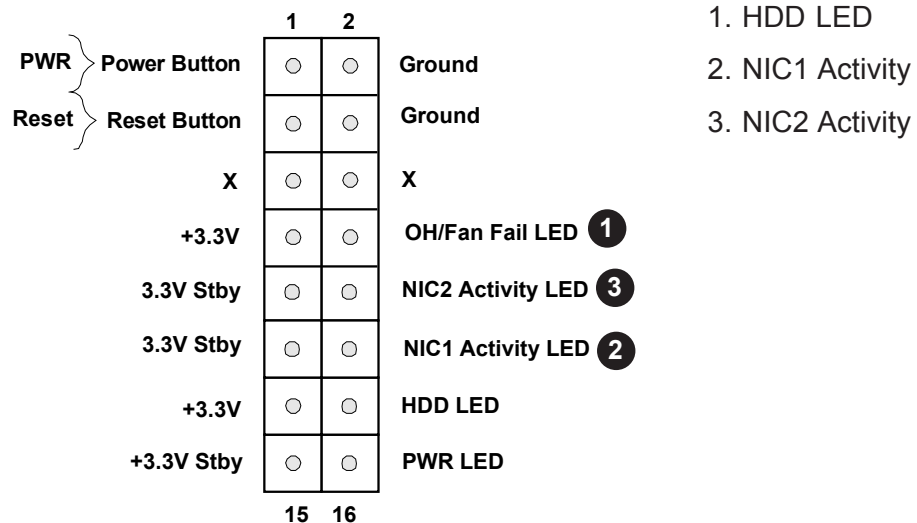 1 2
PWR Power Button Ground
Reset Reset Button Ground
X X
+3.3V OH/Fan Fail LED 1
3.3V Stby NIC2 Activity LED 3
3.3V Stby NIC1 Activity LED 2
+3.3V HDD LED
+3.3V Stby PWR LED
15 16
1. HDD LED
2. NIC1 Activity
3. NIC2 Activity